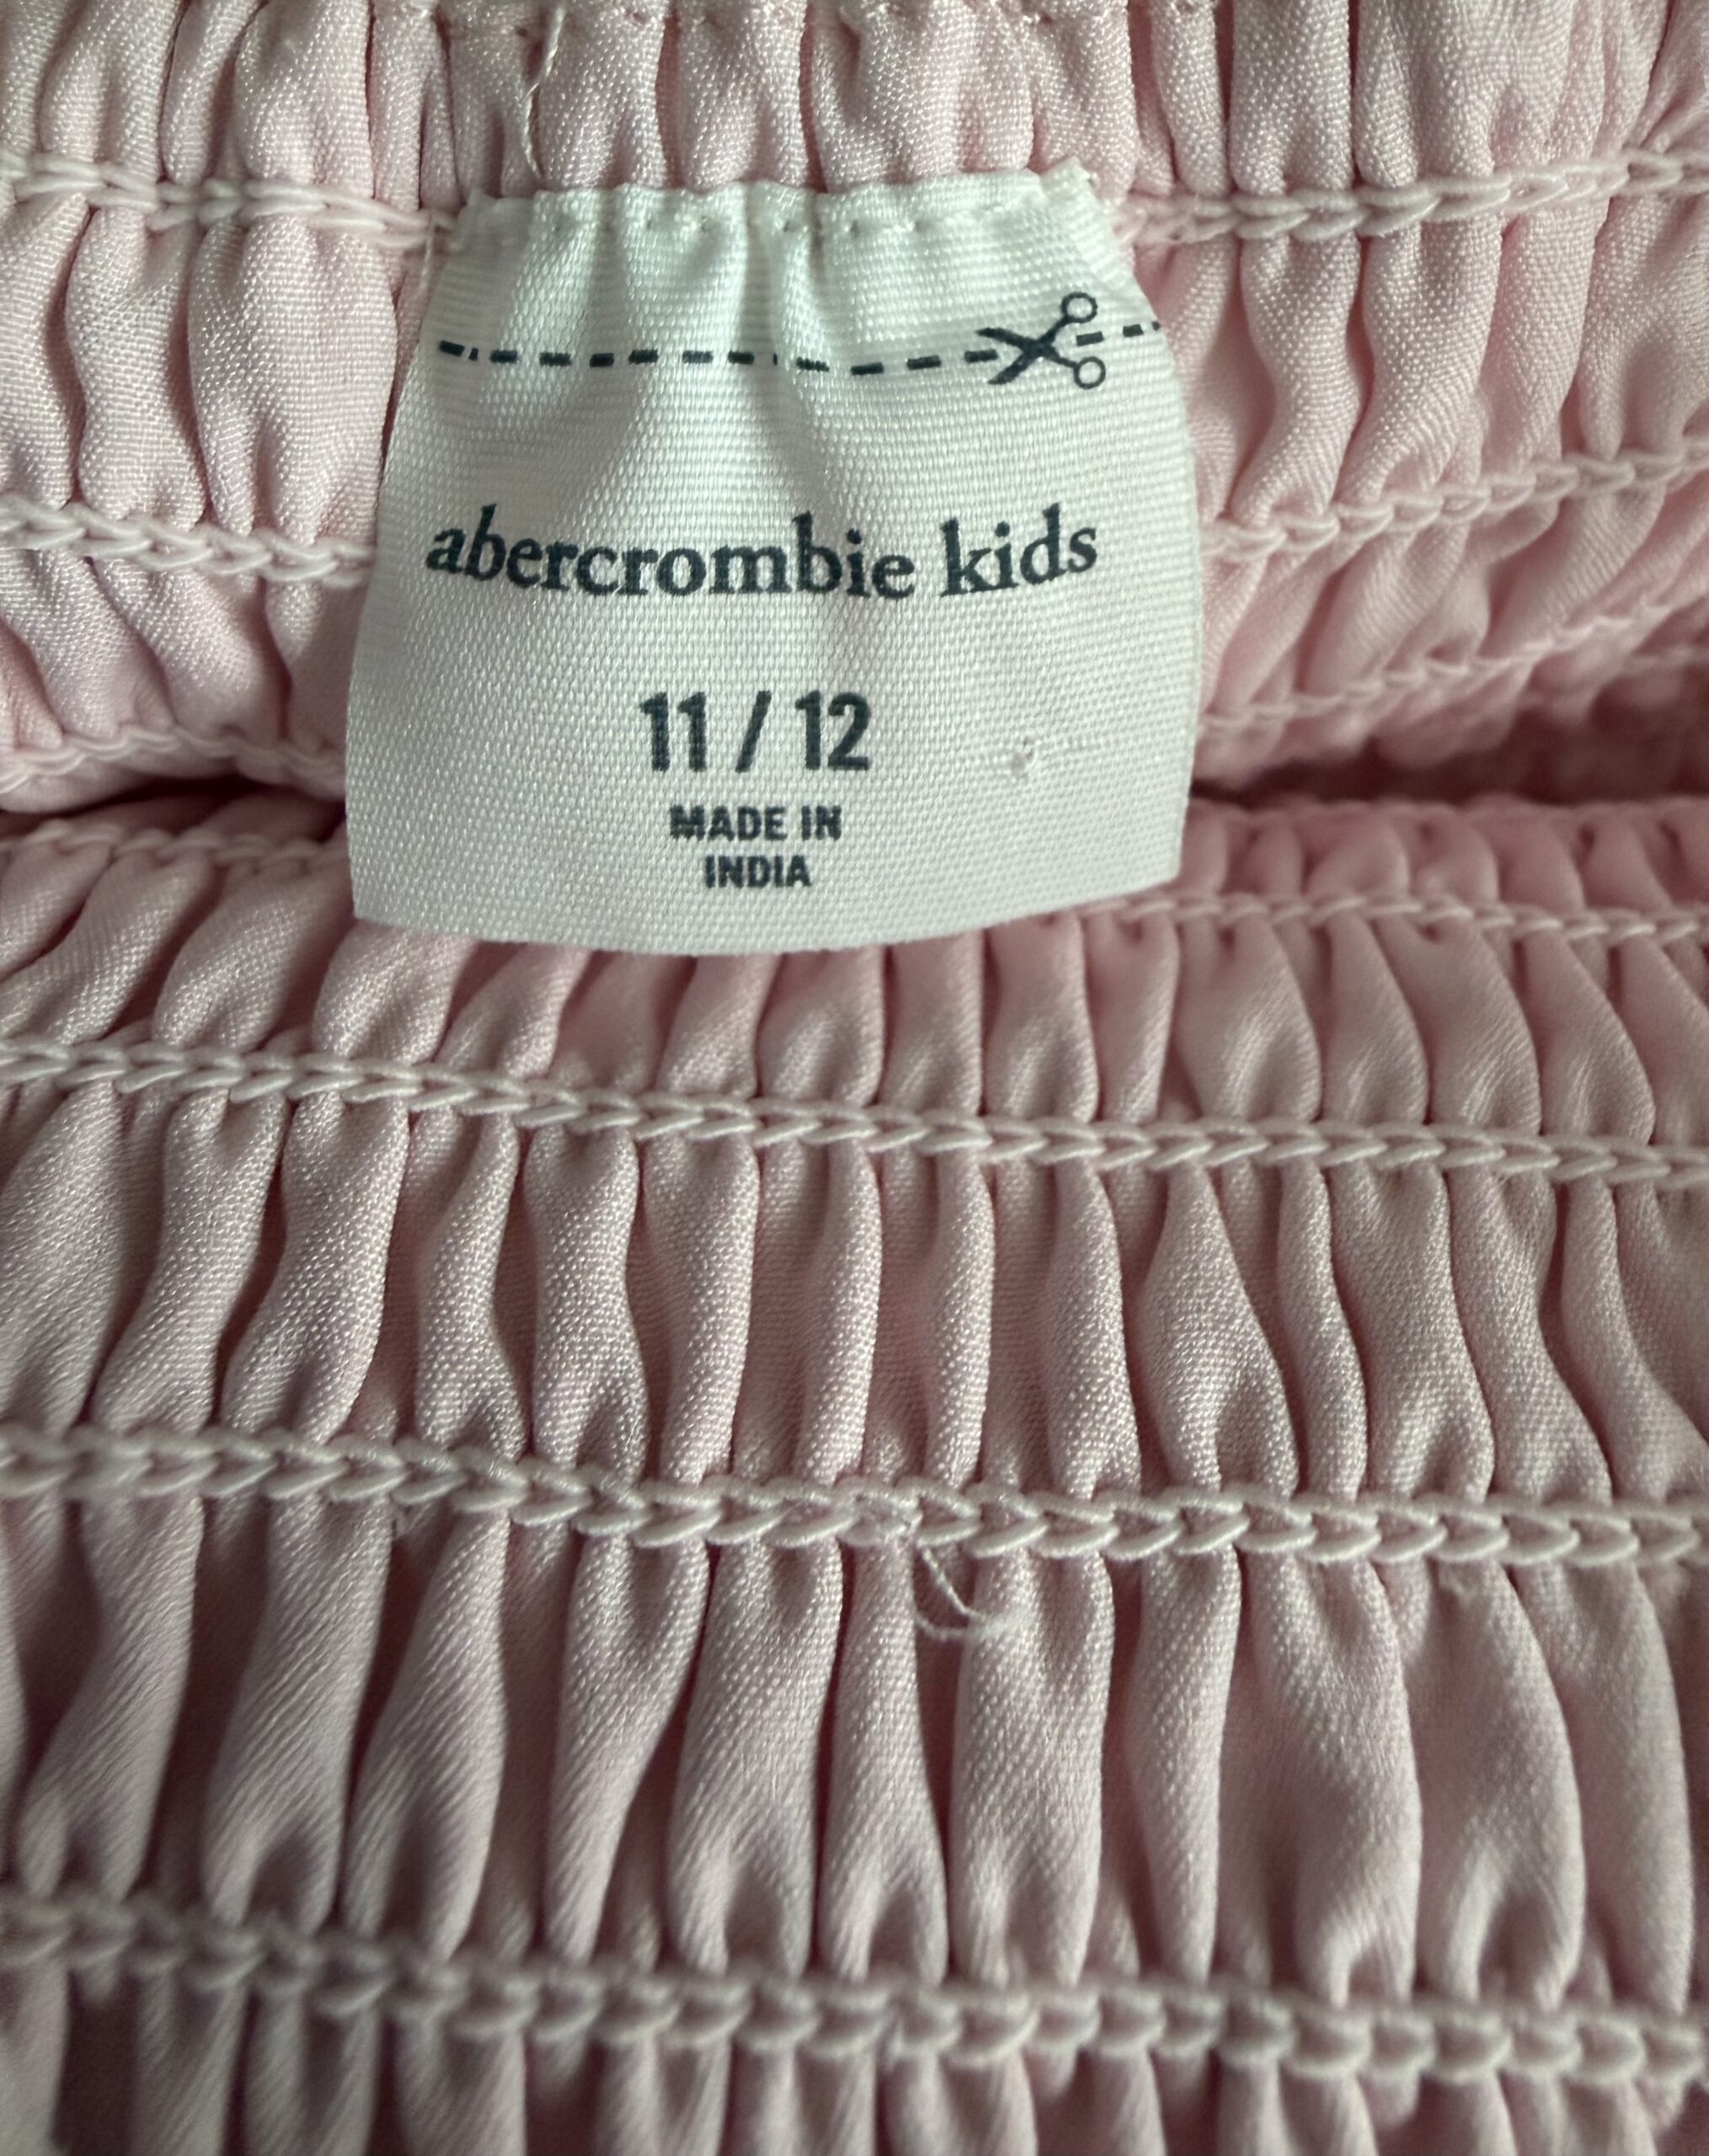 abercrombie kids
11 / 12
MADE IN
INDIA